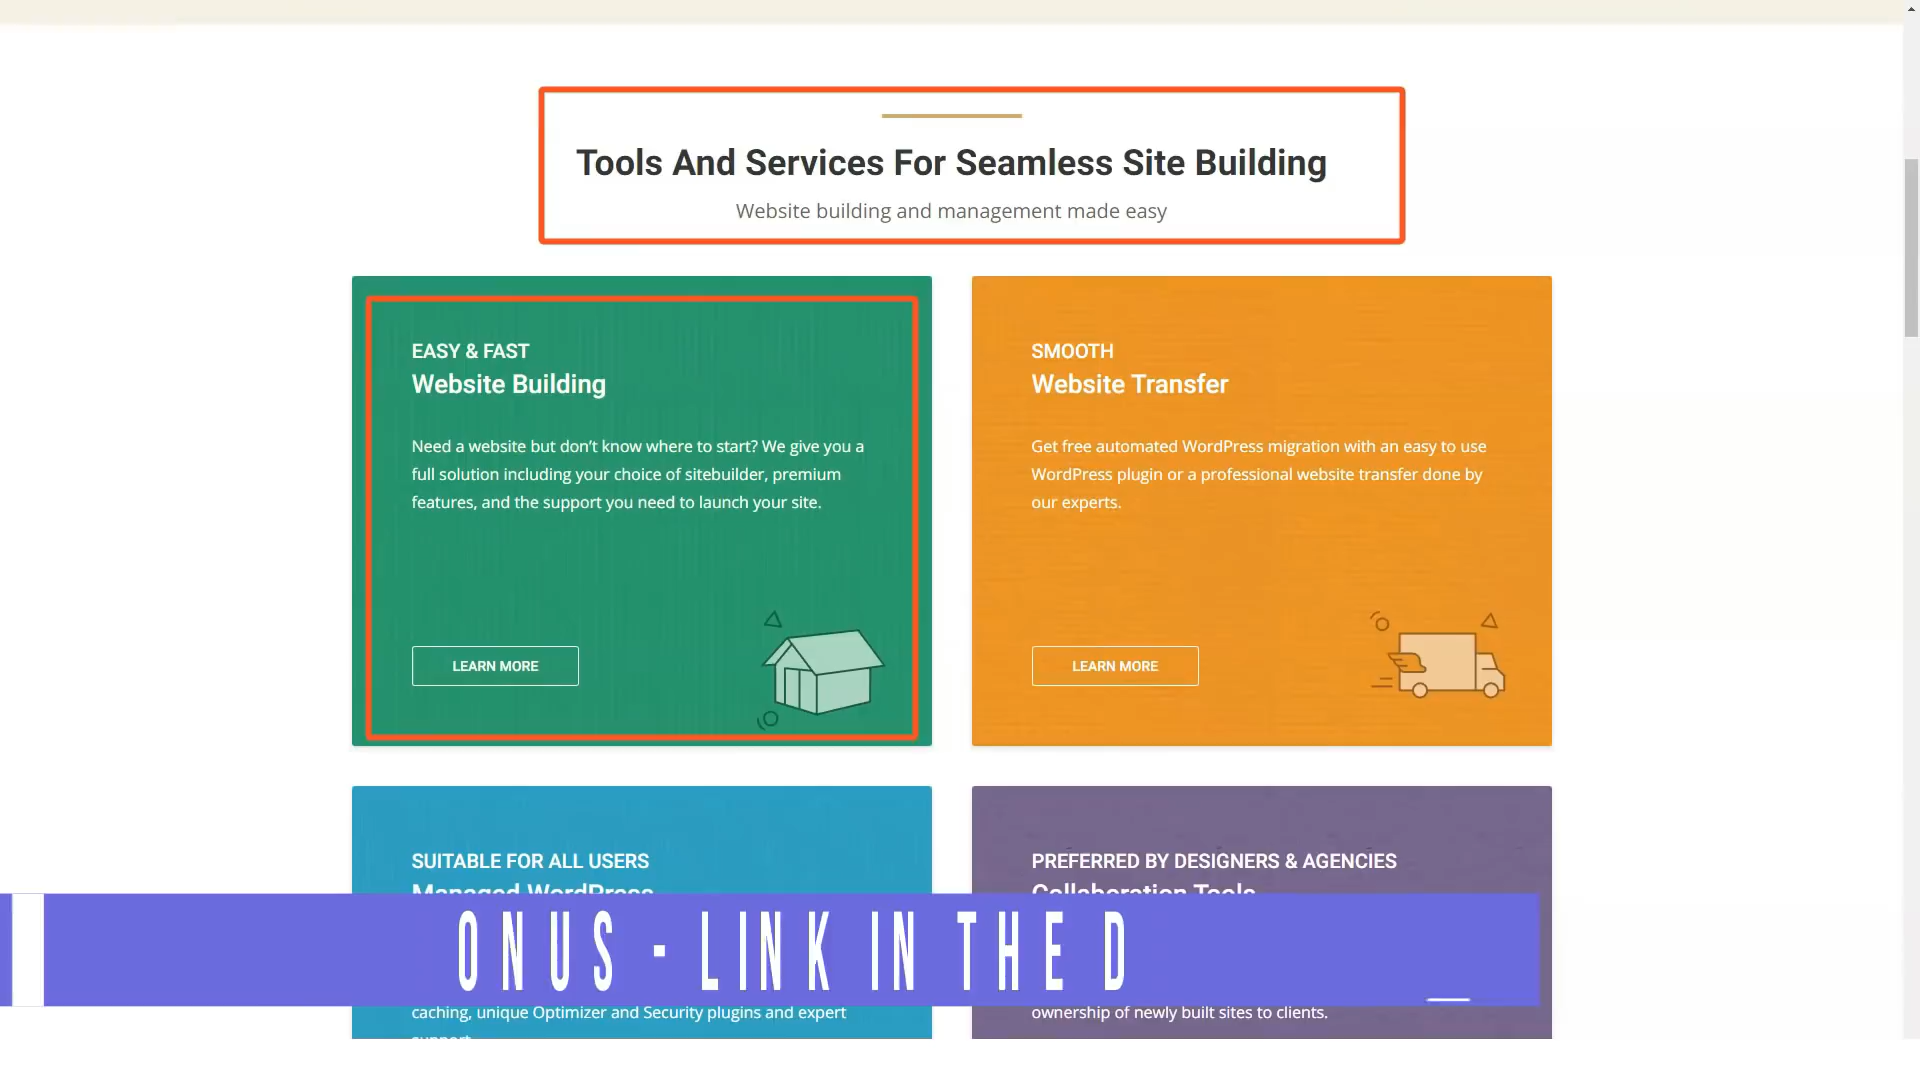 Tools And Services For Seamless Site Building
Website building and management made easy
EASY & FAST
Website Building
Need a website but don’t know where to start? We give you a
full solution including your choice of sitebuilder, premium
features, and the support you need to launch your site.
LEARN MORE
SMOOTH
Website Transfer
Get free automated WordPress migration with an easy to use
WordPress plugin or a professional website transfer done by
our experts.
LEARN MORE
SUITABLE FOR ALL USERS
Managed WordPress
caching, unique Optimizer and Security plugins and expert
support
PREFERRED BY DESIGNERS & AGENCIES
Collaboration Tools
ownership of newly built sites to clients.
ONUS - LINK IN THE D